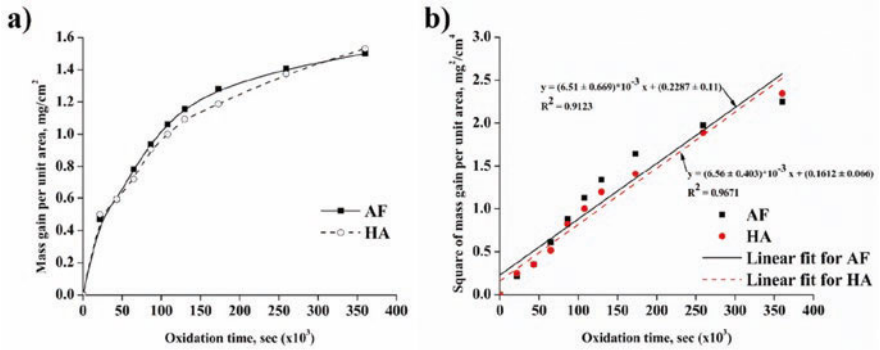 a)
Mass gain per unit area, mg/cm²
1.6
1.4
1.2
1.0
0.8
0.6
0.4
0.2
0.0
0 50 100 150 200 250 300 350 400
Oxidation time, sec (x10³)
AF
HA
b)
Square of mass gain per unit area, mg²/cm⁴
3.0
2.5
2.0
1.5
1.0
0.5
0.0
0 50 100 150 200 250 300 350 400
Oxidation time, sec (x10³)
y = (6.51 ± 0.669)*10⁻³ x + (0.2287 ± 0.11)
R² = 0.9123
y = (6.56 ± 0.403)*10⁻³ x + (0.1612 ± 0.066)
R² = 0.9671
AF
HA
Linear fit for AF
Linear fit for HA